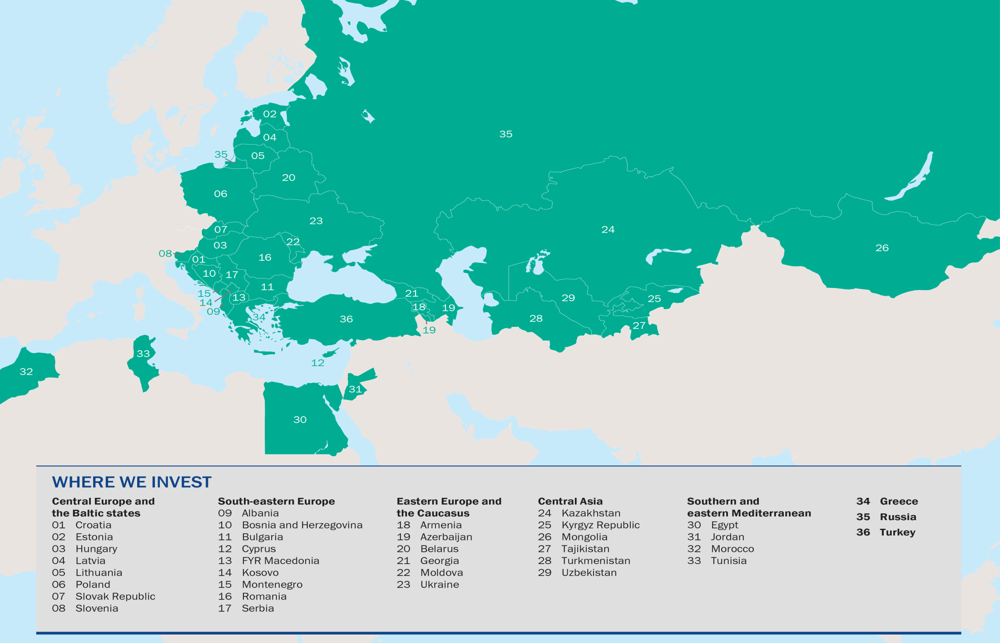 02
35
04
35
05
20
06
23
24
07
22
26
03
08
16
01
10
17
11
15
21
13
29
25
14
18
19
09
34
36
28
27
19
33
12
32
31
30
WHERE WE INVEST
Central Europe and
the Baltic states
01 Croatia
02 Estonia
03 Hungary
04 Latvia
05 Lithuania
06 Poland
07 Slovak Republic
08 Slovenia
South-eastern Europe
09 Albania
10 Bosnia and Herzegovina
11 Bulgaria
12 Cyprus
13 FYR Macedonia
14 Kosovo
15 Montenegro
16 Romania
17 Serbia
Eastern Europe and
the Caucasus
18 Armenia
19 Azerbaijan
20 Belarus
21 Georgia
22 Moldova
23 Ukraine
Central Asia
24 Kazakhstan
25 Kyrgyz Republic
26 Mongolia
27 Tajikistan
28 Turkmenistan
29 Uzbekistan
Southern and
eastern Mediterranean
30 Egypt
31 Jordan
32 Morocco
33 Tunisia
34 Greece
35 Russia
36 Turkey